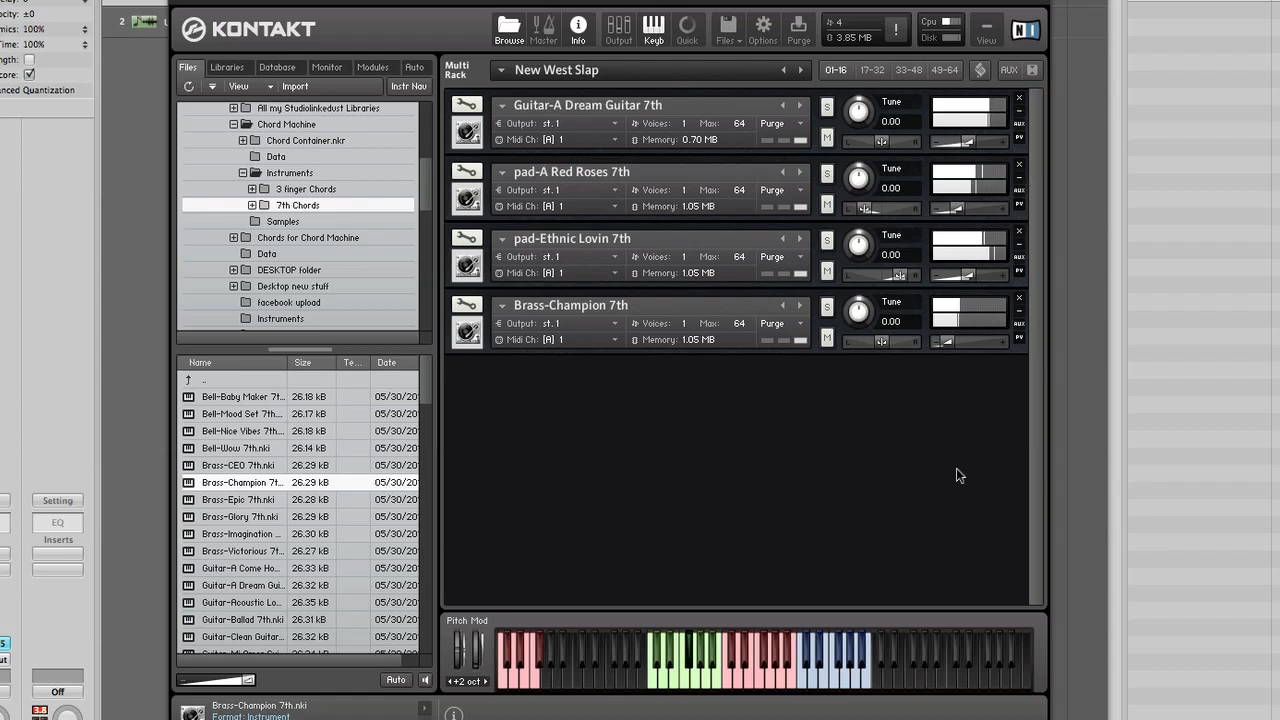 ocity: ±0
mics: 100%
Time: 100%
ngth:
core:
anced Quantization
2
KONTAKT
Browse Master Info Output Keyb Quick Files Options Purge
4
3.85 MB
!
Cpu
Disk
View
NI
Files Libraries Database Monitor Modules Auto
View Import Instr Nav
All my Studiolinkedust Libraries
Chord Machine
Chord Container.nkr
Data
Instruments
3 finger Chords
7th Chords
Samples
Chords for Chord Machine
Data
DESKTOP folder
Desktop new stuff
facebook upload
Instruments
Name Size Te... Date
..
Bell-Baby Maker 7t... 26.18 kB 05/30/20
Bell-Mood Set 7th.... 26.17 kB 05/30/20
Bell-Nice Vibes 7th... 26.18 kB 05/30/20
Bell-Wow 7th.nki 26.14 kB 05/30/20
Brass-CEO 7th.nki 26.29 kB 05/30/20
Brass-Champion 7t... 26.29 kB 05/30/20
Brass-Epic 7th.nki 26.28 kB 05/30/20
Brass-Glory 7th.nki 26.29 kB 05/30/20
Brass-Imagination ... 26.30 kB 05/30/20
Brass-Victorious 7t... 26.27 kB 05/30/20
Guitar-A Come Ho... 26.33 kB 05/30/20
Guitar-A Dream Gui... 26.32 kB 05/30/20
Guitar-Acoustic Lo... 26.35 kB 05/30/20
Guitar-Ballad 7th.nki 26.31 kB 05/30/20
Guitar-Clean Guitar... 26.32 kB 05/30/20
Auto
Brass-Champion 7th.nki
Format: Instrument
Multi Rack
New West Slap
01-16 17-32 33-48 49-64 AUX
Guitar-A Dream Guitar 7th
Output: st.1 Voices: 1 Max: 64 Purge
Midi Ch: [A] 1 Memory: 0.70 MB
S
M
Tune
0.00
L R
AUX
PV
pad-A Red Roses 7th
Output: st.1 Voices: 1 Max: 64 Purge
Midi Ch: [A] 1 Memory: 1.05 MB
S
M
Tune
0.00
L R
AUX
PV
pad-Ethnic Lovin 7th
Output: st.1 Voices: 1 Max: 64 Purge
Midi Ch: [A] 1 Memory: 1.05 MB
S
M
Tune
0.00
L R
AUX
PV
Brass-Champion 7th
Output: st.1 Voices: 1 Max: 64 Purge
Midi Ch: [A] 1 Memory: 1.05 MB
S
M
Tune
0.00
L R
AUX
PV
Pitch Mod
+2 oct
Setting
EQ
Inserts
Off